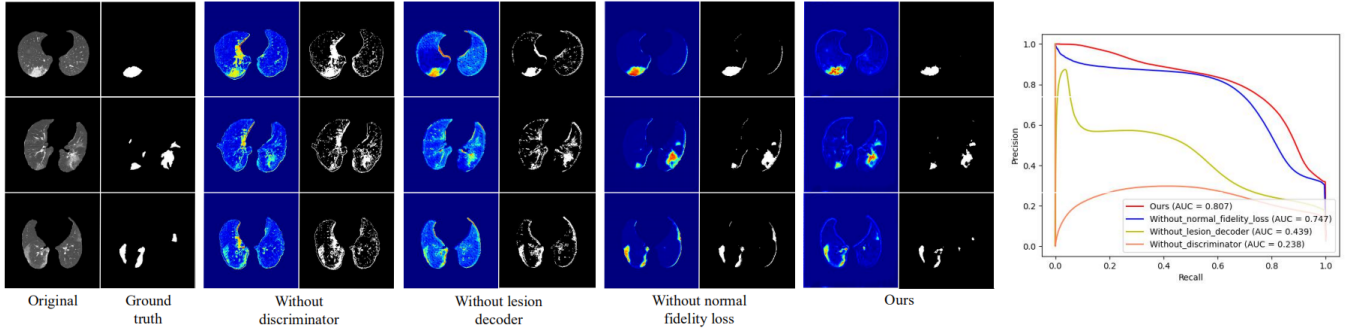 Original
Ground
truth
Without
discriminator
Without lesion
decoder
Without normal
fidelity loss
Ours
Precision
1.0
0.8
0.6
0.4
0.2
0.0
Ours (AUC = 0.807)
Without_normal_fidelity_loss (AUC = 0.747)
Without_lesion_decoder (AUC = 0.439)
Without_discriminator (AUC = 0.238)
0.0 0.2 0.4 0.6 0.8 1.0
Recall